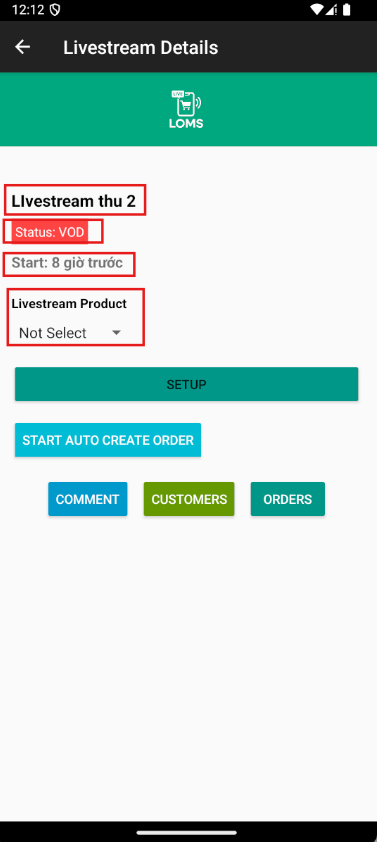 12:12
Livestream Details
LIVE
LOMS
LIvestream thu 2
Status: VOD
Start: 8 giờ trước
Livestream Product
Not Select
SETUP
START AUTO CREATE ORDER
COMMENT CUSTOMERS ORDERS